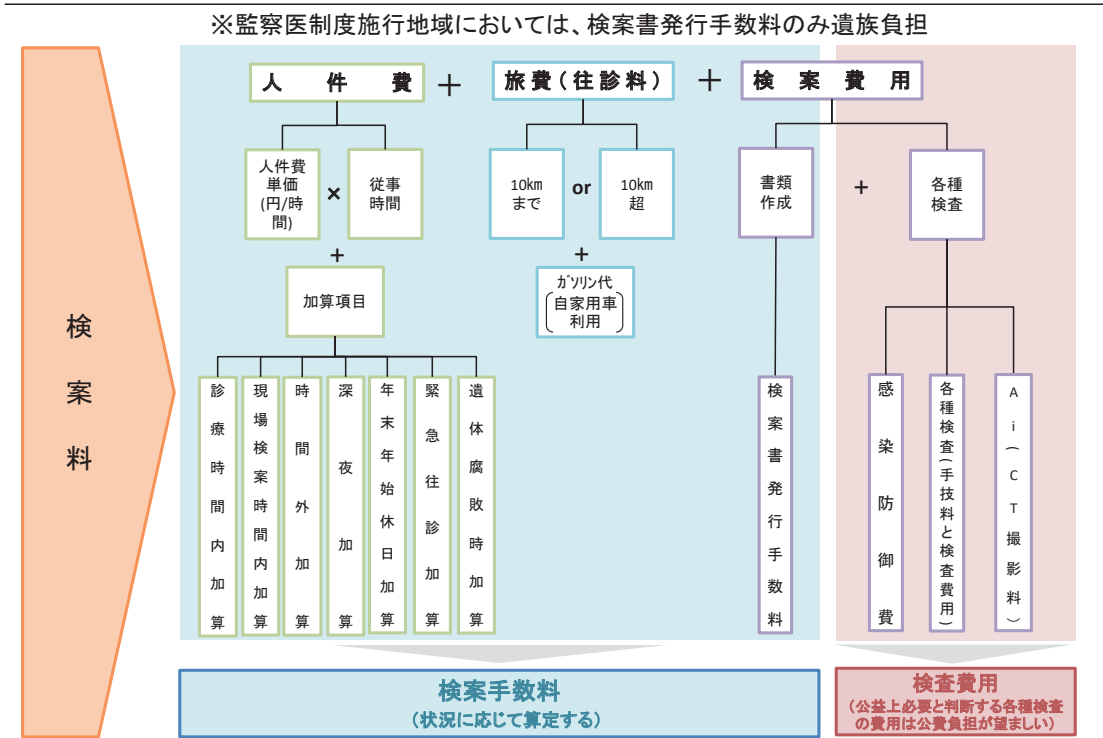 ※監察医制度施行地域においては、検案書発行手数料のみ遺族負担
検案料
人件費
+
旅費(往診料)
+
検案費用
人件費
単価
(円/時
間)
×
従事
時間
10km
まで
or
10km
超
書類
作成
+
各種
検査
+
加算項目
+
ガソリン代
自家用車
利用
診療時間内加算
現場検案時間内加算
時間外加算
深夜加算
年末年始休日加算
緊急往診加算
遺体腐敗時加算
検案書発行手数料
感染防御費
各種検査(手技料と検査費用)
Ai(CT撮影料)
検案手数料
(状況に応じて算定する)
検査費用
(公益上必要と判断する各種検査
の費用は公費負担が望ましい)